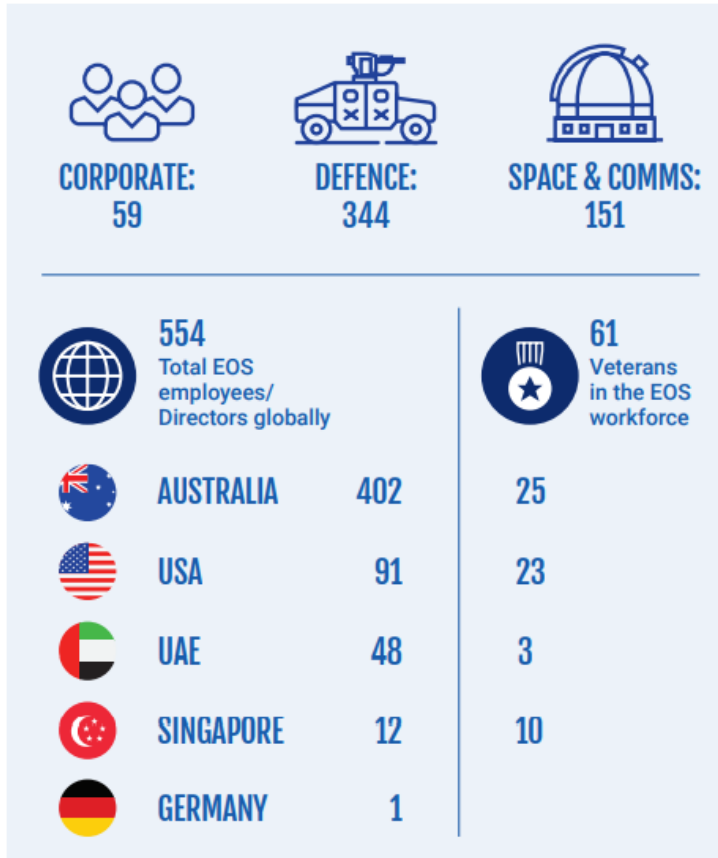 CORPORATE:
59
DEFENCE:
344
SPACE & COMMS:
151
554
Total EOS
employees/
Directors globally
61
Veterans
in the EOS
workforce
AUSTRALIA 402 25
USA 91 23
UAE 48 3
SINGAPORE 12 10
GERMANY 1